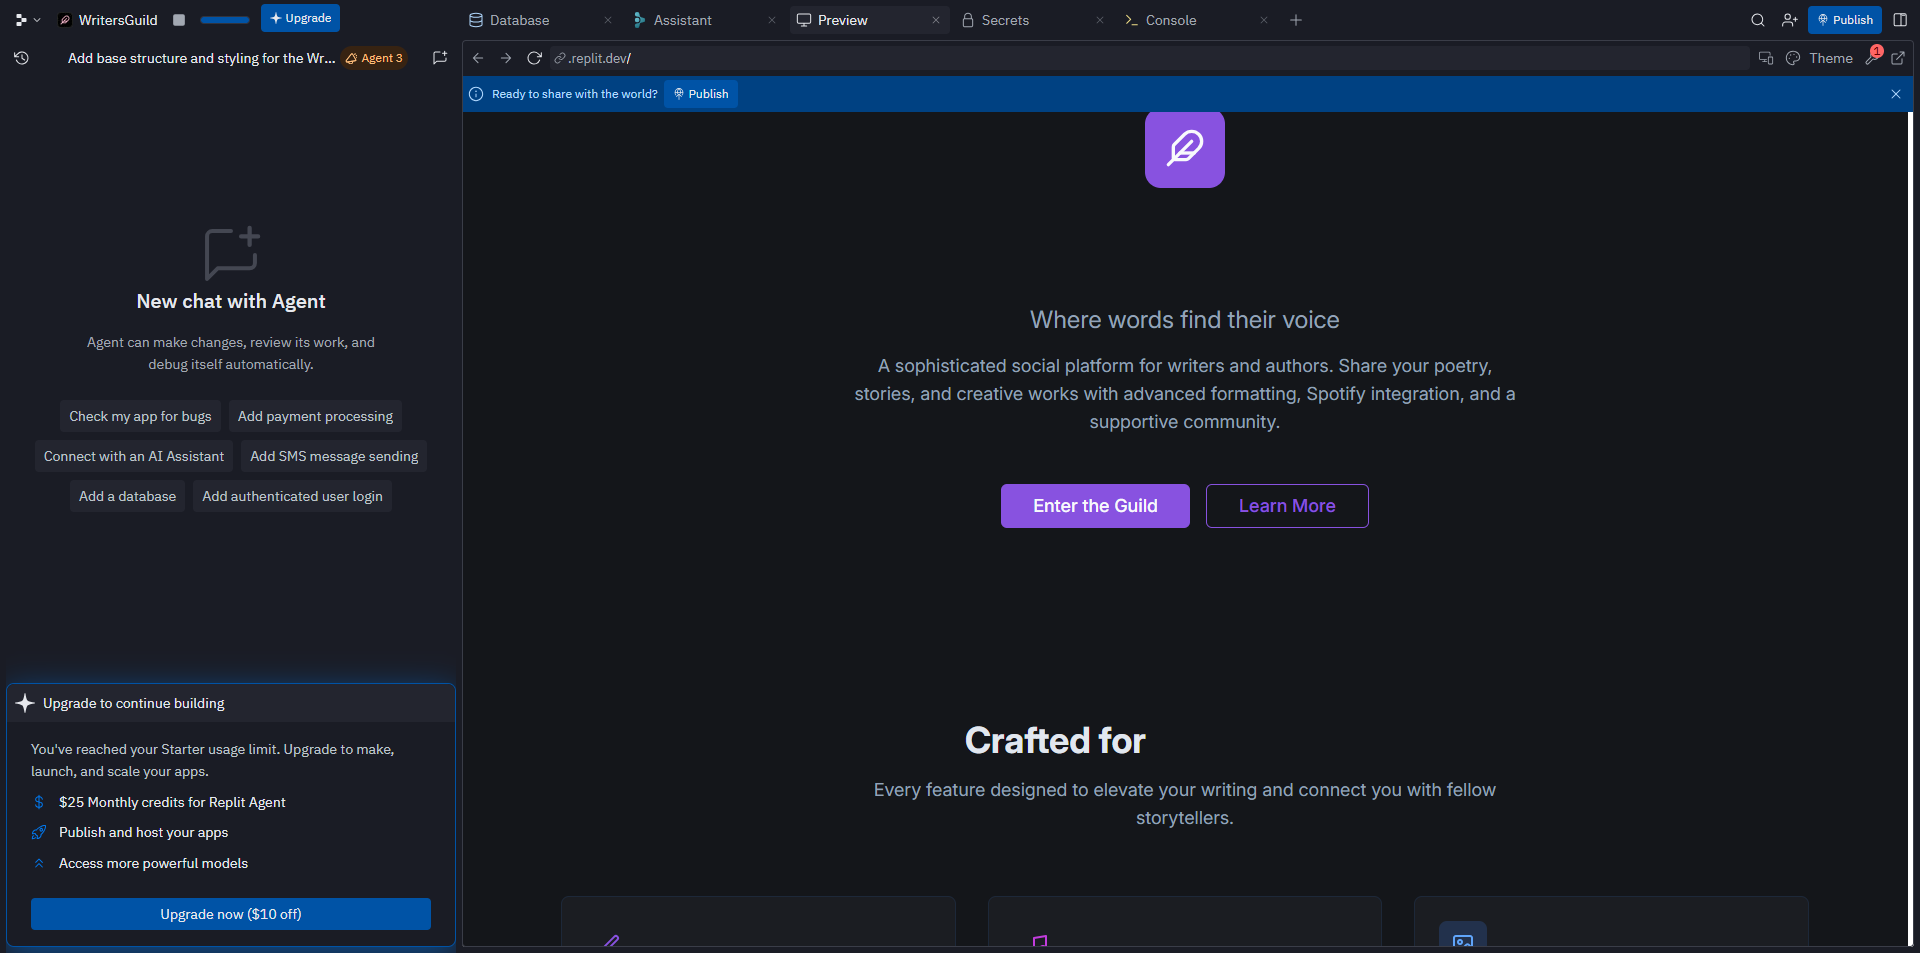 WritersGuild
Upgrade
Database
Assistant
Preview
Secrets
Console
Publish
Add base structure and styling for the Wr...
Agent 3
.replit.dev/
Theme
1
Ready to share with the world?
Publish
New chat with Agent
Agent can make changes, review its work, and
debug itself automatically.
Check my app for bugs
Add payment processing
Connect with an AI Assistant
Add SMS message sending
Add a database
Add authenticated user login
Upgrade to continue building
You've reached your Starter usage limit. Upgrade to make,
launch, and scale your apps.
$25 Monthly credits for Replit Agent
Publish and host your apps
Access more powerful models
Upgrade now ($10 off)
Where words find their voice
A sophisticated social platform for writers and authors. Share your poetry,
stories, and creative works with advanced formatting, Spotify integration, and a
supportive community.
Enter the Guild
Learn More
Crafted for
Every feature designed to elevate your writing and connect you with fellow
storytellers.